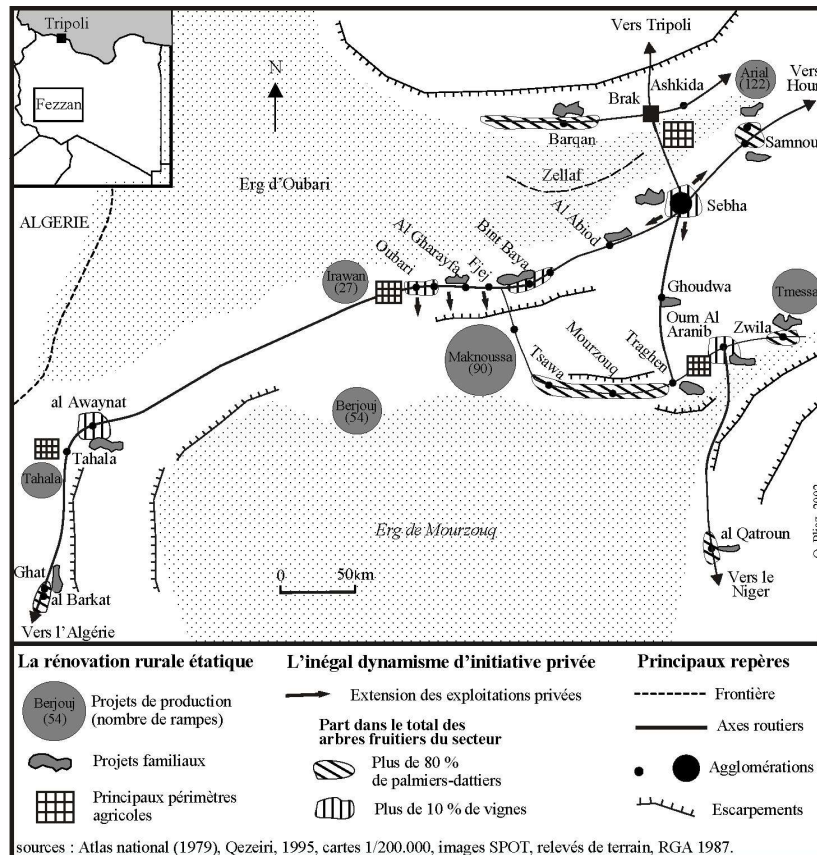 Tripoli
Fezzan
N
Vers Tripoli
Arial
(122)
Vers
Houn
Ashkida
Brak
Barqan
Samnou
Zellaf
Erg d'Oubari
ALGERIE
Sebha
Al Abiod
Bint Baya
Fjej
Al Gharayfa
Oubari
Irawan
(27)
Ghoudwa
Tmessa
Oum Al
Aranib
Zwila
Traghen
Mourzouq
Tsawa
Maknoussa
(90)
Berjouj
(54)
al Awaynat
Tahala
Tahala
Erg de Mourzouq
al Qatroun
Vers le
Niger
Ghat
al Barkat
Vers l'Algérie
0 50km
La rénovation rurale étatique
Berjouj
(54)
Projets de production
(nombre de rampes)
Projets familiaux
Principaux périmètres
agricoles
L'inégal dynamisme d'initiative privée
Extension des exploitations privées
Part dans le total des
arbres fruitiers du secteur
Plus de 80 %
de palmiers-dattiers
Plus de 10 % de vignes
Principaux repères
Frontière
Axes routiers
Agglomérations
Escarpements
sources : Atlas national (1979), Qezeiri, 1995, cartes 1/200.000, images SPOT, relevés de terrain, RGA 1987.